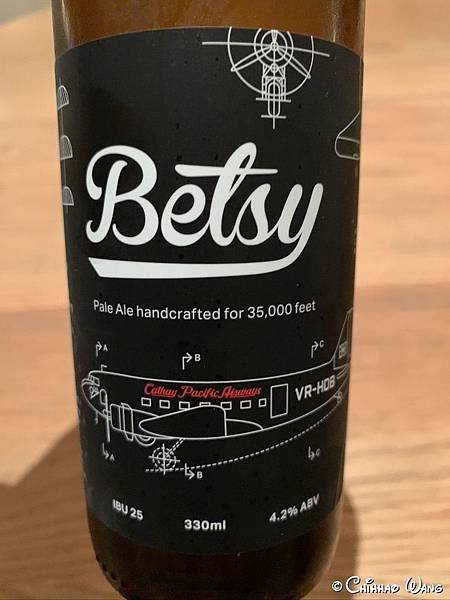 Betsy
Pale Ale handcrafted for 35,000 feet
A
B
C
Cathay Pacific Airways
VR-HDB
A
B
C
IBU 25
330ml
4.2% ABV
© Chihhao Wang